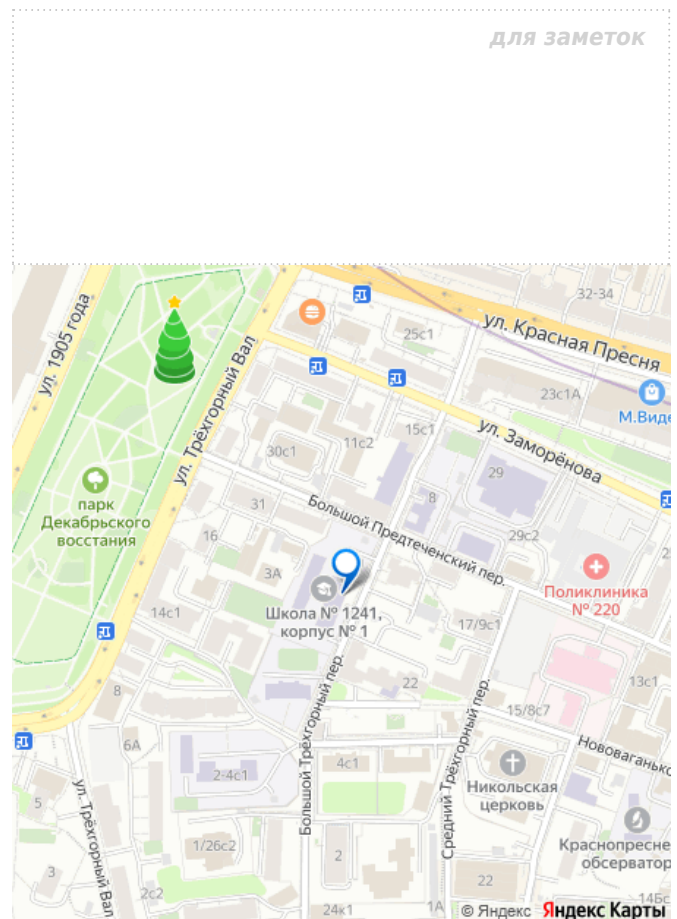 для заметок
32-34
ул. 1905 года
25с1
ул. Красная Пресня
ул. Трёхгорный Вал
23с1А
М.Виде
15с1
ул. Заморёнова
11с2
30с1
29
парк
Декабрьского
восстания
31
8
Большой Предтеченский пер.
16
29с2
3А
Поликлиника
№ 220
Школа № 1241,
корпус № 1
14с1
17/9с1
22
13с1
8
15/8с7
6А
Нововаганько
2-4с1
4с1
Большой Трёхгорный пер.
Средний Трёхгорный пер.
Никольская
церковь
5
ул. Трёхгорный Вал
1/26с2
2
Краснопресне
обсерватор
3
22
2с2
24к1
1А
14Бс
© Яндекс Яндекс Карты